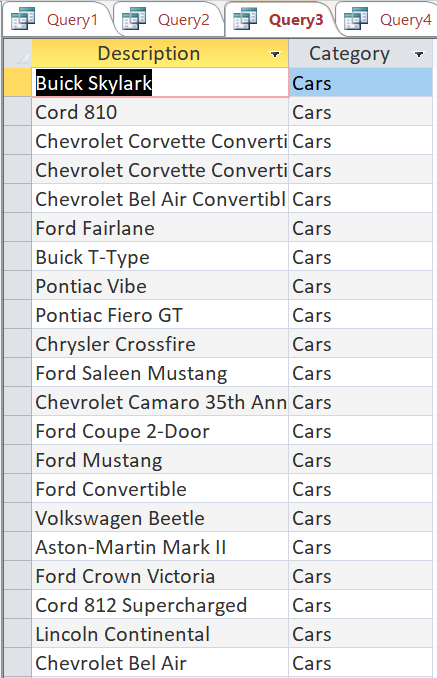 Query1 Query2 Query3 Query4
Description Category
Buick Skylark Cars
Cord 810 Cars
Chevrolet Corvette Converti Cars
Chevrolet Corvette Converti Cars
Chevrolet Bel Air Convertibl Cars
Ford Fairlane Cars
Buick T-Type Cars
Pontiac Vibe Cars
Pontiac Fiero GT Cars
Chrysler Crossfire Cars
Ford Saleen Mustang Cars
Chevrolet Camaro 35th Ann Cars
Ford Coupe 2-Door Cars
Ford Mustang Cars
Ford Convertible Cars
Volkswagen Beetle Cars
Aston-Martin Mark II Cars
Ford Crown Victoria Cars
Cord 812 Supercharged Cars
Lincoln Continental Cars
Chevrolet Bel Air Cars